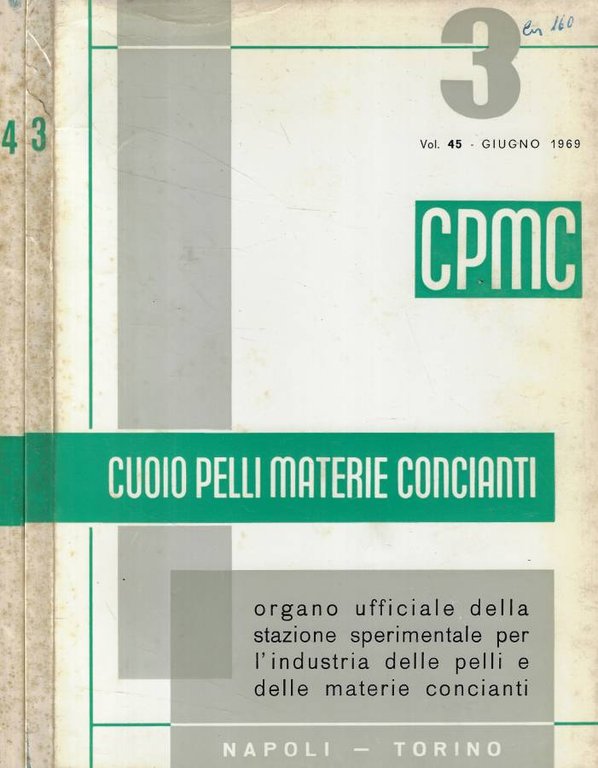 3
Vol. 45 - GIUGNO 1969
CPMC
4 3
CUOIO PELLI MATERIE CONCIANTI
organo ufficiale della
stazione sperimentale per
l'industria delle pelli e
delle materie concianti
NAPOLI — TORINO